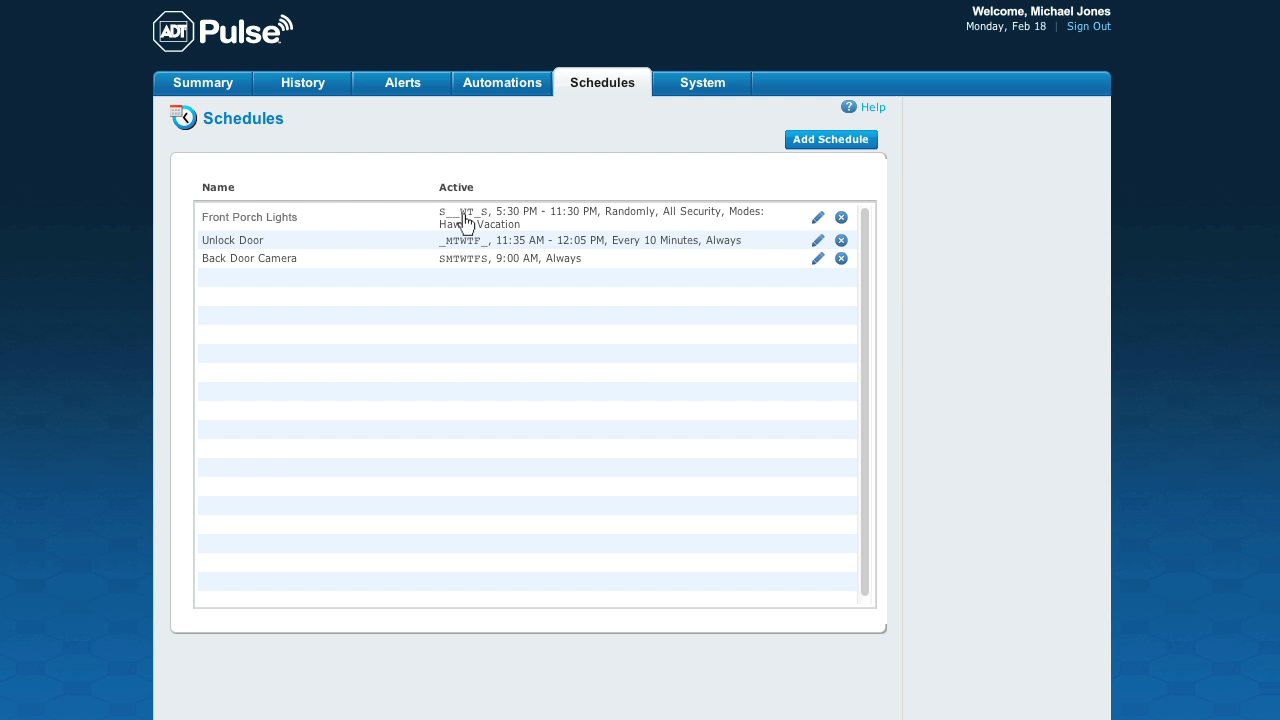 ADT Pulse
Welcome, Michael Jones
Monday, Feb 18 | Sign Out
Summary History Alerts Automations Schedules System
Schedules
? Help
Add Schedule
Name Active
Front Porch Lights S__WT_S, 5:30 PM - 11:30 PM, Randomly, All Security, Modes:
Vacation
Unlock Door _MTWTF_, 11:35 AM - 12:05 PM, Every 10 Minutes, Always
Back Door Camera SMTWTFS, 9:00 AM, Always